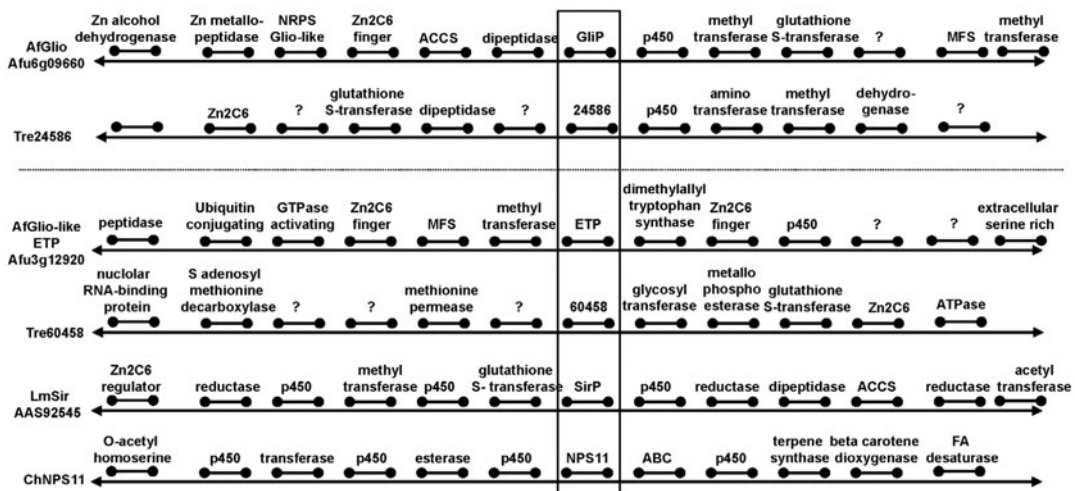 Zn alcohol dehydrogenase
Zn metallo-peptidase
NRPS Glio-like
Zn2C6 finger
ACCS
dipeptidase
GliP
p450
methyl transferase
glutathione S-transferase
?
MFS
methyl transferase
AfGlio
Afu6g09660
Tre24586
Zn2C6
?
glutathione S-transferase
dipeptidase
?
24586
p450
amino transferase
methyl transferase
dehydro-genase
?
AfGlio-like
ETP
Afu3g12920
peptidase
Ubiquitin conjugating
GTPase activating
Zn2C6 finger
MFS
methyl transferase
ETP
dimethylallyl tryptophan synthase
Zn2C6 finger
p450
?
?
extracellular serine rich
Tre60458
nuclolar RNA-binding protein
S adenosyl methionine decarboxylase
?
?
methionine permease
?
60458
glycosyl transferase
metallo phospho esterase
glutathione S-transferase
Zn2C6
ATPase
LmSir
AAS92545
Zn2C6 regulator
reductase
p450
methyl transferase
p450
glutathione S- transferase
SirP
p450
reductase
dipeptidase
ACCS
reductase
acetyl transferase
ChNPS11
O-acetyl homoserine
p450
transferase
p450
esterase
p450
NPS11
ABC
p450
terpene synthase
beta carotene dioxygenase
FA desaturase